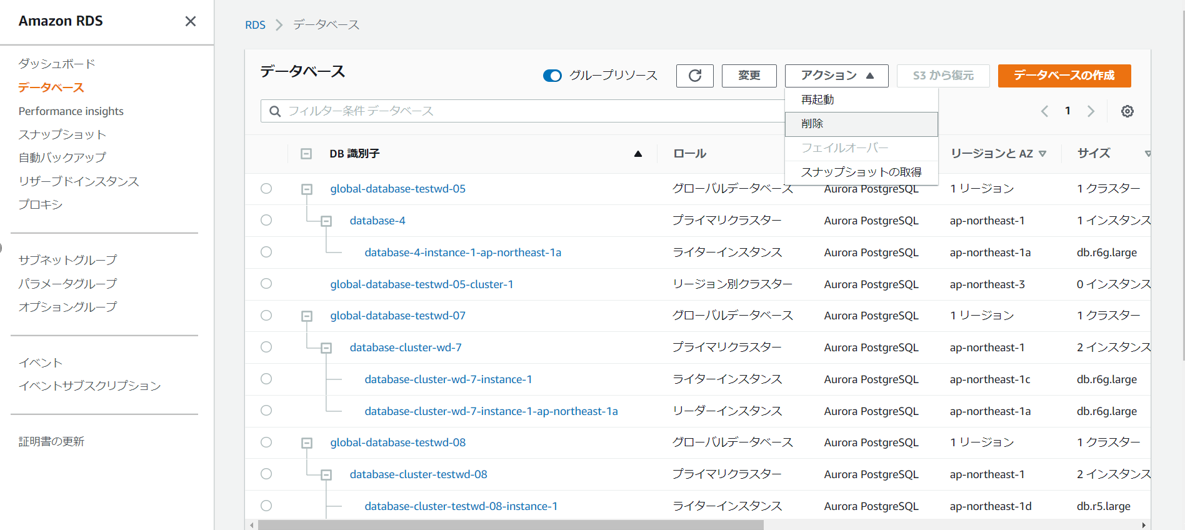 Amazon RDS
ダッシュボード
データベース
Performance insights
スナップショット
自動バックアップ
リザーブドインスタンス
プロキシ
サブネットグループ
パラメータグループ
オプショングループ
イベント
イベントサブスクリプション
証明書の更新
RDS > データベース
データベース
グループリソース
変更
アクション
S3 から復元
データベースの作成
再起動
削除
フェイルオーバー
スナップショットの取得
フィルター条件 データベース
1
DB 識別子 ロール リージョンと AZ サイズ
global-database-testwd-05 グローバルデータベース Aurora PostgreSQL 1 リージョン 1 クラスター
database-4 プライマリクラスター Aurora PostgreSQL ap-northeast-1 1 インスタンス
database-4-instance-1-ap-northeast-1a ライターインスタンス Aurora PostgreSQL ap-northeast-1a db.r6g.large
global-database-testwd-05-cluster-1 リージョン別クラスター Aurora PostgreSQL ap-northeast-3 0 インスタンス
global-database-testwd-07 グローバルデータベース Aurora PostgreSQL 1 リージョン 1 クラスター
database-cluster-wd-7 プライマリクラスター Aurora PostgreSQL ap-northeast-1 2 インスタンス
database-cluster-wd-7-instance-1 ライターインスタンス Aurora PostgreSQL ap-northeast-1c db.r6g.large
database-cluster-wd-7-instance-1-ap-northeast-1a リーダーインスタンス Aurora PostgreSQL ap-northeast-1a db.r6g.large
global-database-testwd-08 グローバルデータベース Aurora PostgreSQL 1 リージョン 1 クラスター
database-cluster-testwd-08 プライマリクラスター Aurora PostgreSQL ap-northeast-1 2 インスタンス
database-cluster-testwd-08-instance-1 ライターインスタンス Aurora PostgreSQL ap-northeast-1d db.r5.large